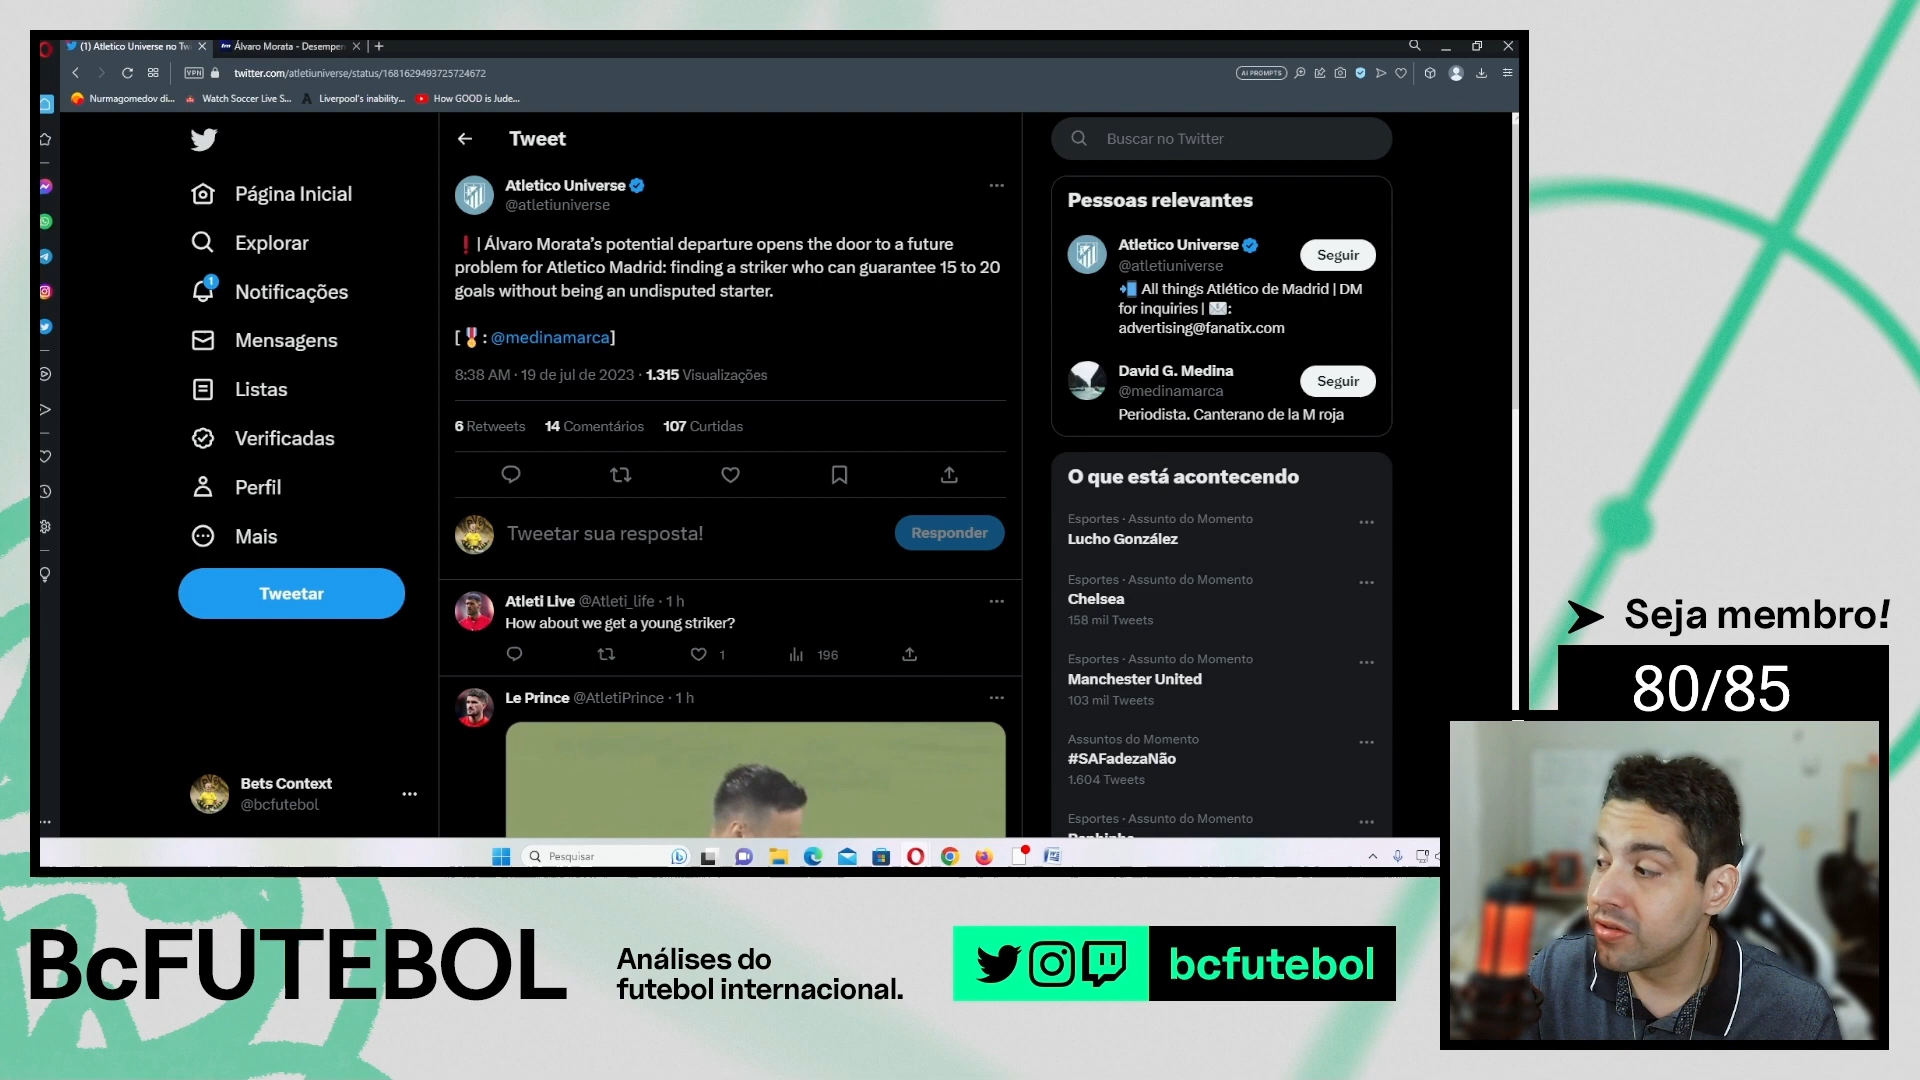 (1) Atletico Universe no Tw
Álvaro Morata - Desempen
VPN
twitter.com/atletiuniverse/status/1681629493725724672
AI PROMPTS
Nurmagomedov di...
Watch Soccer Live S...
Liverpool's inability...
How GOOD is Jude...
Página Inicial
Explorar
1
Notificações
Mensagens
Listas
Verificadas
Perfil
Mais
Tweetar
Bets Context
@bcfutebol
Tweet
Atletico Universe
@atletiuniverse
❗| Álvaro Morata's potential departure opens the door to a future
problem for Atletico Madrid: finding a striker who can guarantee 15 to 20
goals without being an undisputed starter.
[🎖: @medinamarca]
8:38 AM · 19 de jul de 2023 · 1.315 Visualizações
6 Retweets 14 Comentários 107 Curtidas
Tweetar sua resposta!
Responder
Atleti Live @Atleti_life · 1 h
How about we get a young striker?
1
196
Le Prince @AtletiPrince · 1 h
Buscar no Twitter
Pessoas relevantes
Atletico Universe
@atletiuniverse
Seguir
📲 All things Atlético de Madrid | DM
for inquiries | ✉️:
advertising@fanatix.com
David G. Medina
@medinamarca
Seguir
Periodista. Canterano de la M roja
O que está acontecendo
Esportes · Assunto do Momento
Lucho González
Esportes · Assunto do Momento
Chelsea
158 mil Tweets
Esportes · Assunto do Momento
Manchester United
103 mil Tweets
Assuntos do Momento
#SAFadezaNão
1.604 Tweets
Esportes · Assunto do Momento
Pesquisar
Seja membro!
80/85
BcFUTEBOL
Análises do
futebol internacional.
bcfutebol